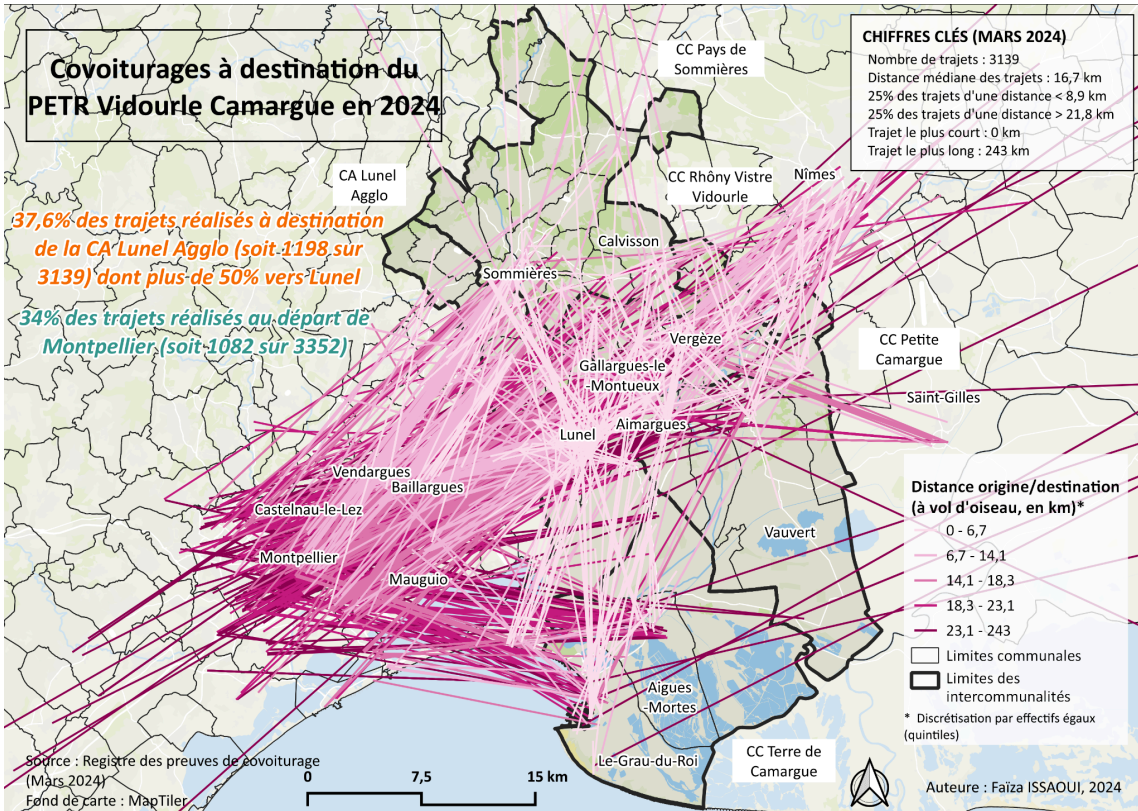 Covoiturages à destination du
PETR Vidourle Camargue en 2024
CC Pays de
Sommières
CHIFFRES CLÉS (MARS 2024)
Nombre de trajets : 3139
Distance médiane des trajets : 16,7 km
25% des trajets d'une distance < 8,9 km
25% des trajets d'une distance > 21,8 km
Trajet le plus court : 0 km
Trajet le plus long : 243 km
CA Lunel
Agglo
CC Rhôny Vistre
Vidourle
Nîmes
37,6% des trajets réalisés à destination
de la CA Lunel Agglo (soit 1198 sur
3139) dont plus de 50% vers Lunel
34% des trajets réalisés au départ de
Montpellier (soit 1082 sur 3352)
Calvisson
Sommières
Vergèze
Gallargues-le
-Montueux
CC Petite
Camargue
Saint-Gilles
Aimargues
Lunel
Vendargues
Baillargues
Castelnau-le-Lez
Montpellier
Mauguio
Vauvert
Distance origine/destination
(à vol d'oiseau, en km)*
0 - 6,7
6,7 - 14,1
14,1 - 18,3
18,3 - 23,1
23,1 - 243
Limites communales
Limites des
intercommunalités
* Discrétisation par effectifs égaux
(quintiles)
Aigues
-Mortes
Le-Grau-du-Roi
CC Terre de
Camargue
Source : Registre des preuves de covoiturage
(Mars 2024)
Fond de carte : MapTiler
0 7,5 15 km
Auteure : Faïza ISSAOUI, 2024